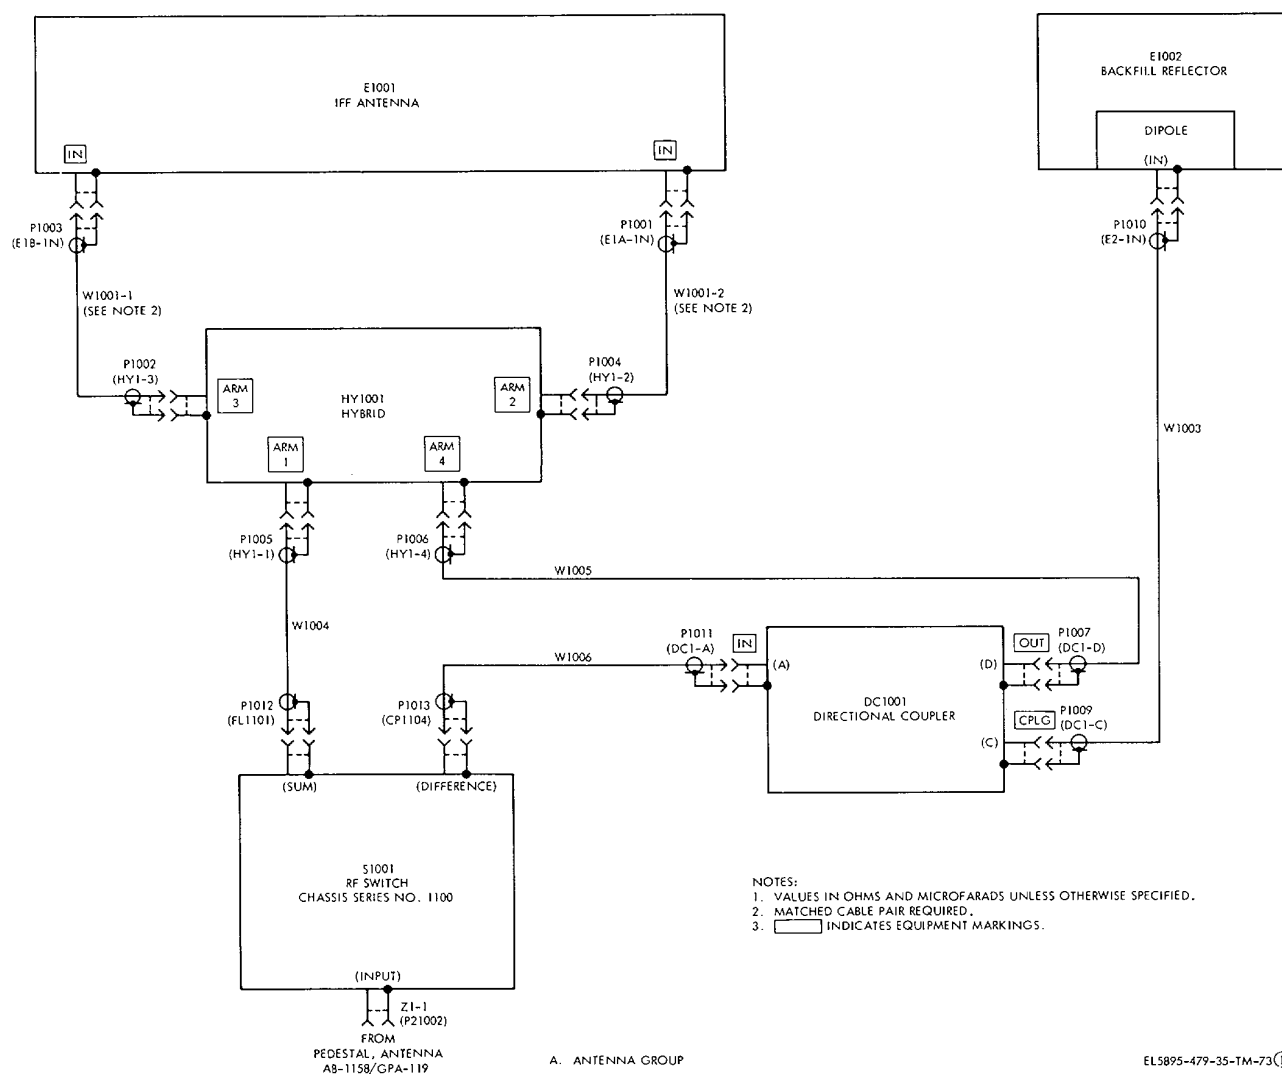 E1001
IFF ANTENNA
IN
IN
E1002
BACKFILL REFLECTOR
DIPOLE
(IN)
P1003
(E1B-1N)
P1001
(E1A-1N)
P1010
(E2-1N)
W1001-1
(SEE NOTE 2)
W1001-2
(SEE NOTE 2)
P1002
(HY1-3)
ARM
3
HY1001
HYBRID
ARM
2
P1004
(HY1-2)
ARM
1
ARM
4
W1003
P1005
(HY1-1)
P1006
(HY1-4)
W1005
W1004
W1006
P1011
(DC1-A)
IN
(A)
(D)
OUT
P1007
(DC1-D)
DC1001
DIRECTIONAL COUPLER
(C)
CPLG
P1009
(DC1-C)
P1012
(FL1101)
P1013
(CP1104)
(SUM)
(DIFFERENCE)
S1001
RF SWITCH
CHASSIS SERIES NO. 1100
(INPUT)
Z1-1
(P21002)
FROM
PEDESTAL, ANTENNA
AB-1158/GPA-119
NOTES:
1. VALUES IN OHMS AND MICROFARADS UNLESS OTHERWISE SPECIFIED.
2. MATCHED CABLE PAIR REQUIRED.
3. INDICATES EQUIPMENT MARKINGS.
A. ANTENNA GROUP
EL5895-479-35-TM-73